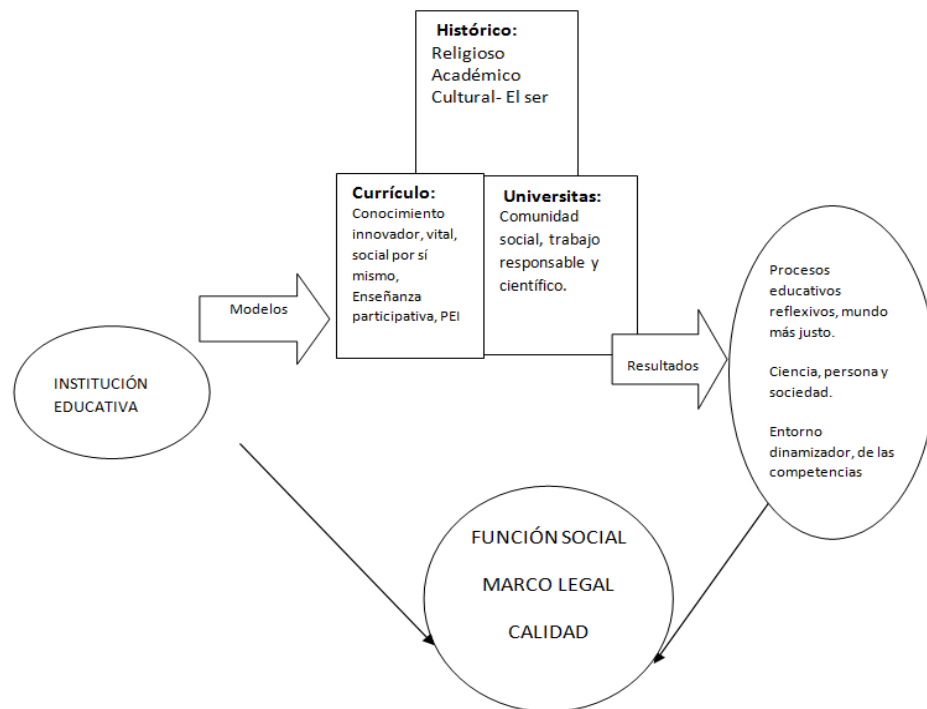 Histórico:
Religioso
Académico
Cultural- El ser
Currículo:
Conocimiento
innovador, vital,
social por sí
mismo,
Enseñanza
participativa, PEI
Universitas:
Comunidad
social, trabajo
responsable y
científico.
Modelos
INSTITUCIÓN
EDUCATIVA
Resultados
Procesos
educativos
reflexivos, mundo
más justo.
Ciencia, persona y
sociedad.
Entorno
dinamizador, de las
competencias
FUNCIÓN SOCIAL
MARCO LEGAL
CALIDAD